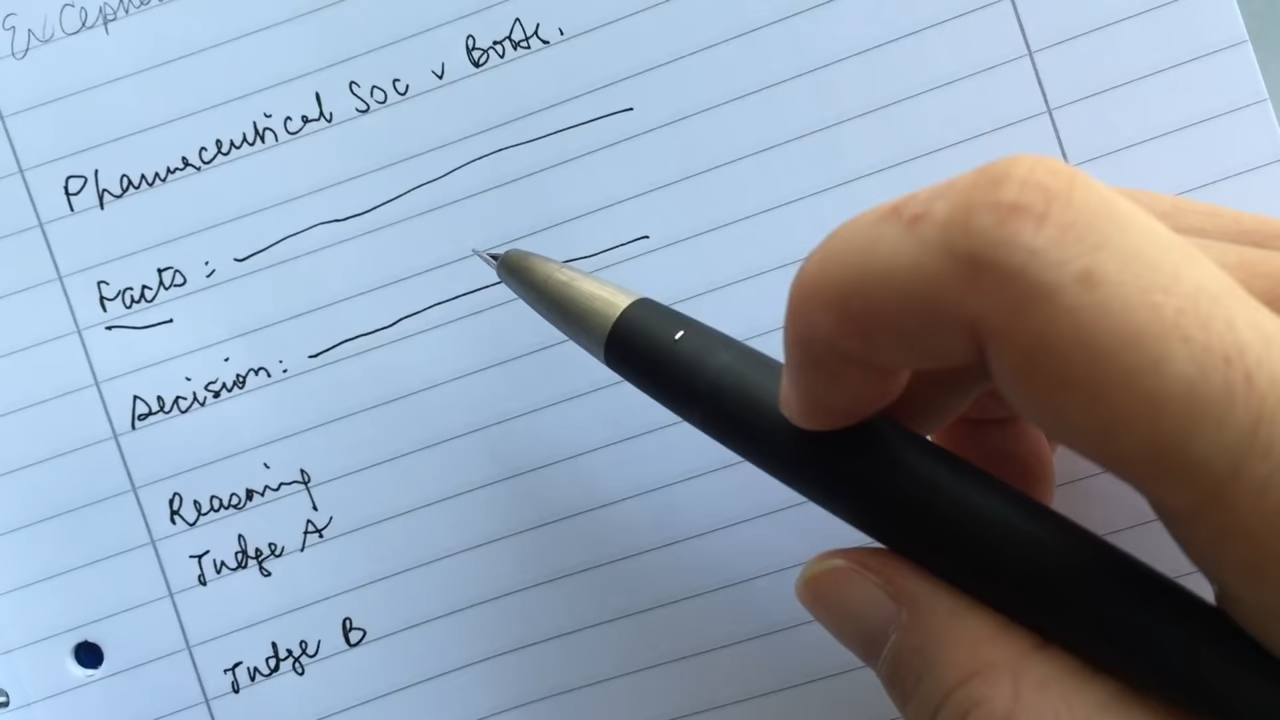 Pharmaceutical Soc v Boots.
Facts:
Decision:
Reasoning
Judge A
Judge B